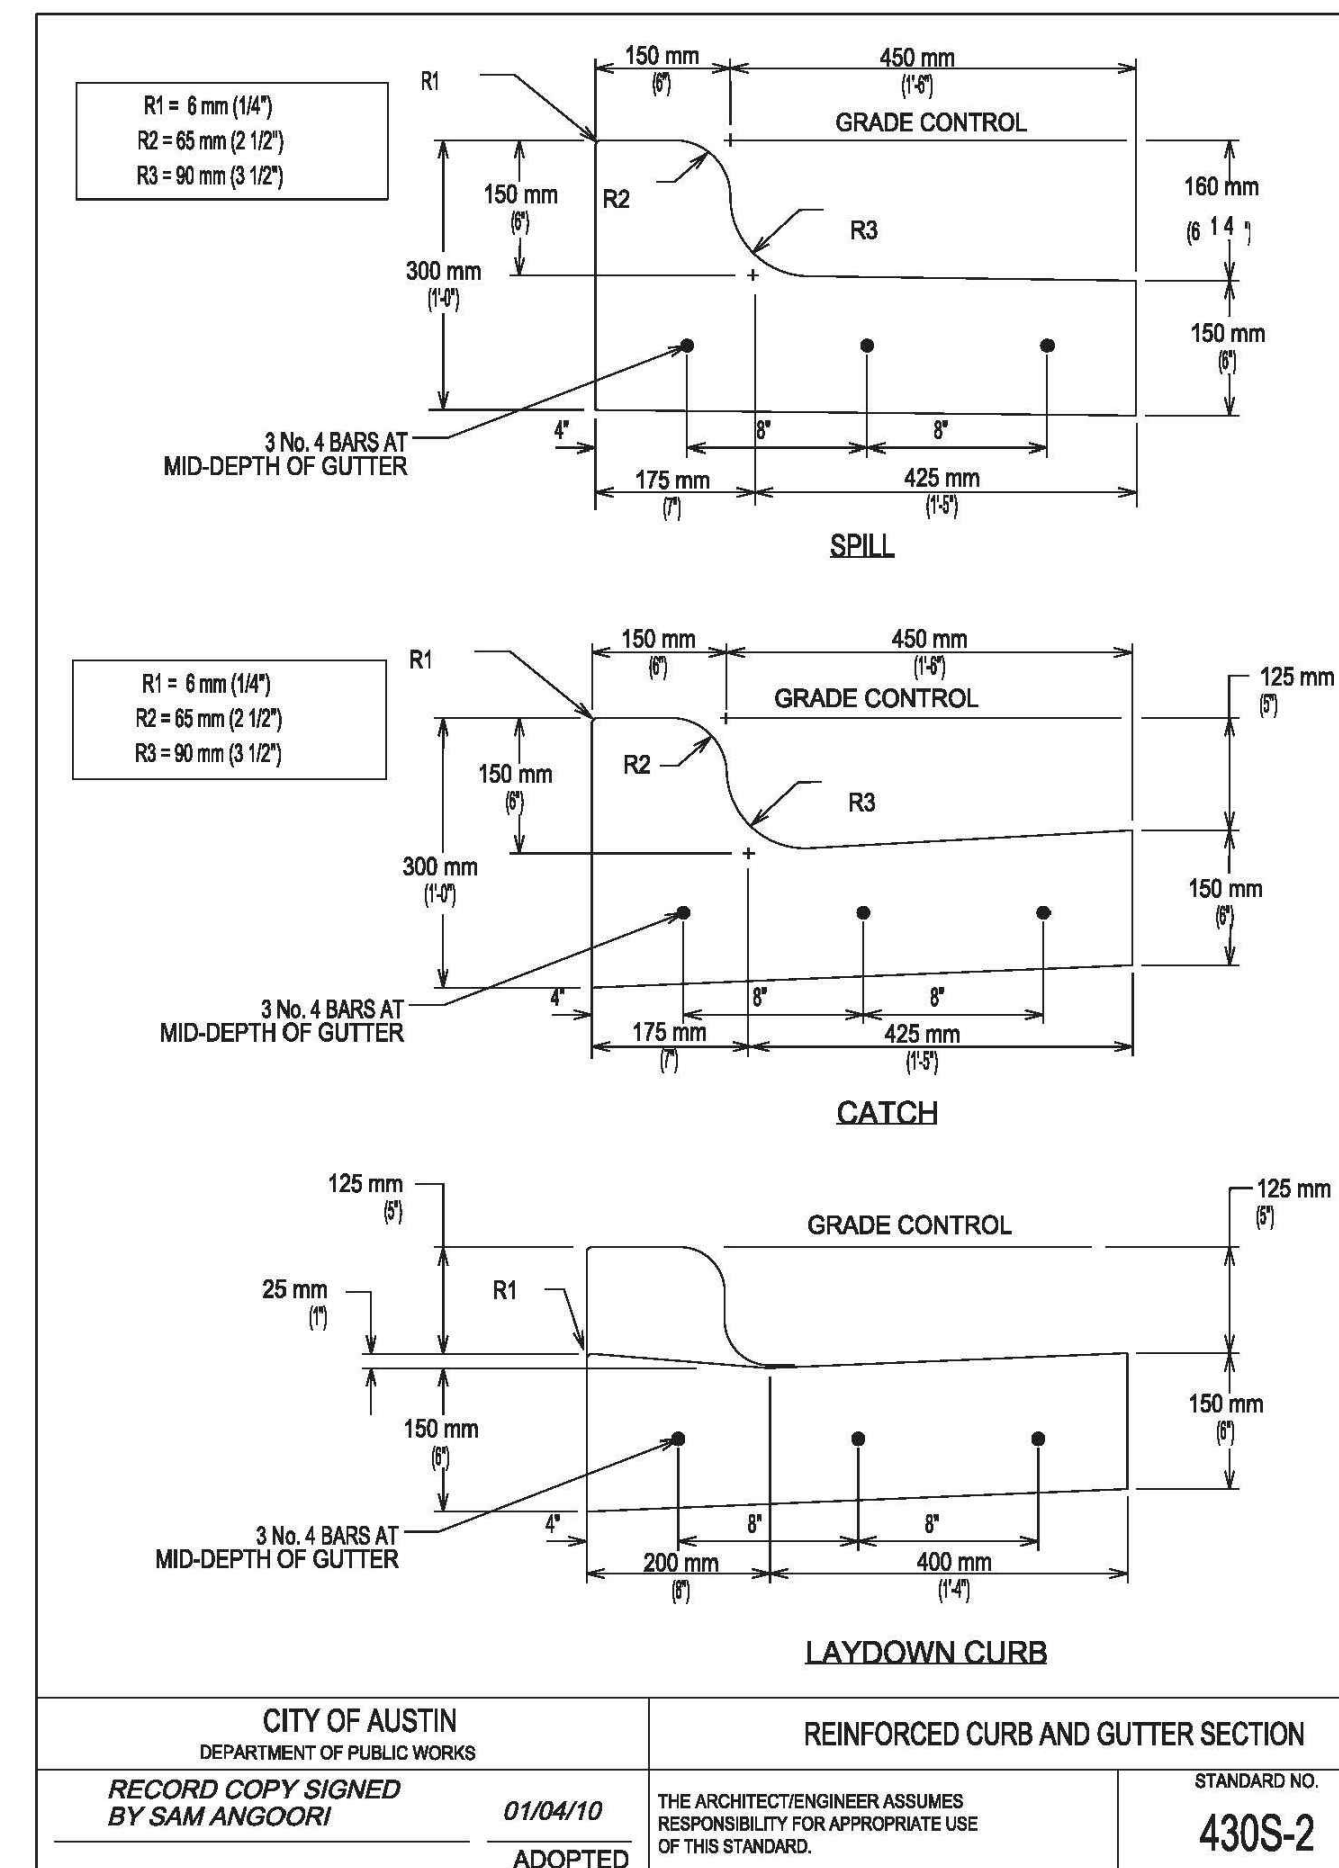 R1 = 6 mm (1/4")
R2 = 65 mm (2 1/2")
R3 = 90 mm (3 1/2")
R1
150 mm
(6")
450 mm
(1'-6")
GRADE CONTROL
150 mm
(6")
R2
R3
160 mm
(6 1 4 ")
300 mm
(1'-0")
150 mm
(6")
3 No. 4 BARS AT
MID-DEPTH OF GUTTER
4"
8"
8"
175 mm
(7")
425 mm
(1'-5")
SPILL
R1 = 6 mm (1/4")
R2 = 65 mm (2 1/2")
R3 = 90 mm (3 1/2")
R1
150 mm
(6")
450 mm
(1'-6")
GRADE CONTROL
125 mm
(5")
150 mm
(6")
R2
R3
300 mm
(1'-0")
150 mm
(6")
3 No. 4 BARS AT
MID-DEPTH OF GUTTER
4"
8"
8"
175 mm
(7")
425 mm
(1'-5")
CATCH
125 mm
(5")
GRADE CONTROL
125 mm
(5")
25 mm
(1")
R1
150 mm
(6")
150 mm
(6")
3 No. 4 BARS AT
MID-DEPTH OF GUTTER
4"
8"
8"
200 mm
(8")
400 mm
(1'-4")
LAYDOWN CURB
CITY OF AUSTIN
DEPARTMENT OF PUBLIC WORKS
REINFORCED CURB AND GUTTER SECTION
RECORD COPY SIGNED
BY SAM ANGOORI
01/04/10
ADOPTED
THE ARCHITECT/ENGINEER ASSUMES
RESPONSIBILITY FOR APPROPRIATE USE
OF THIS STANDARD.
STANDARD NO.
430S-2